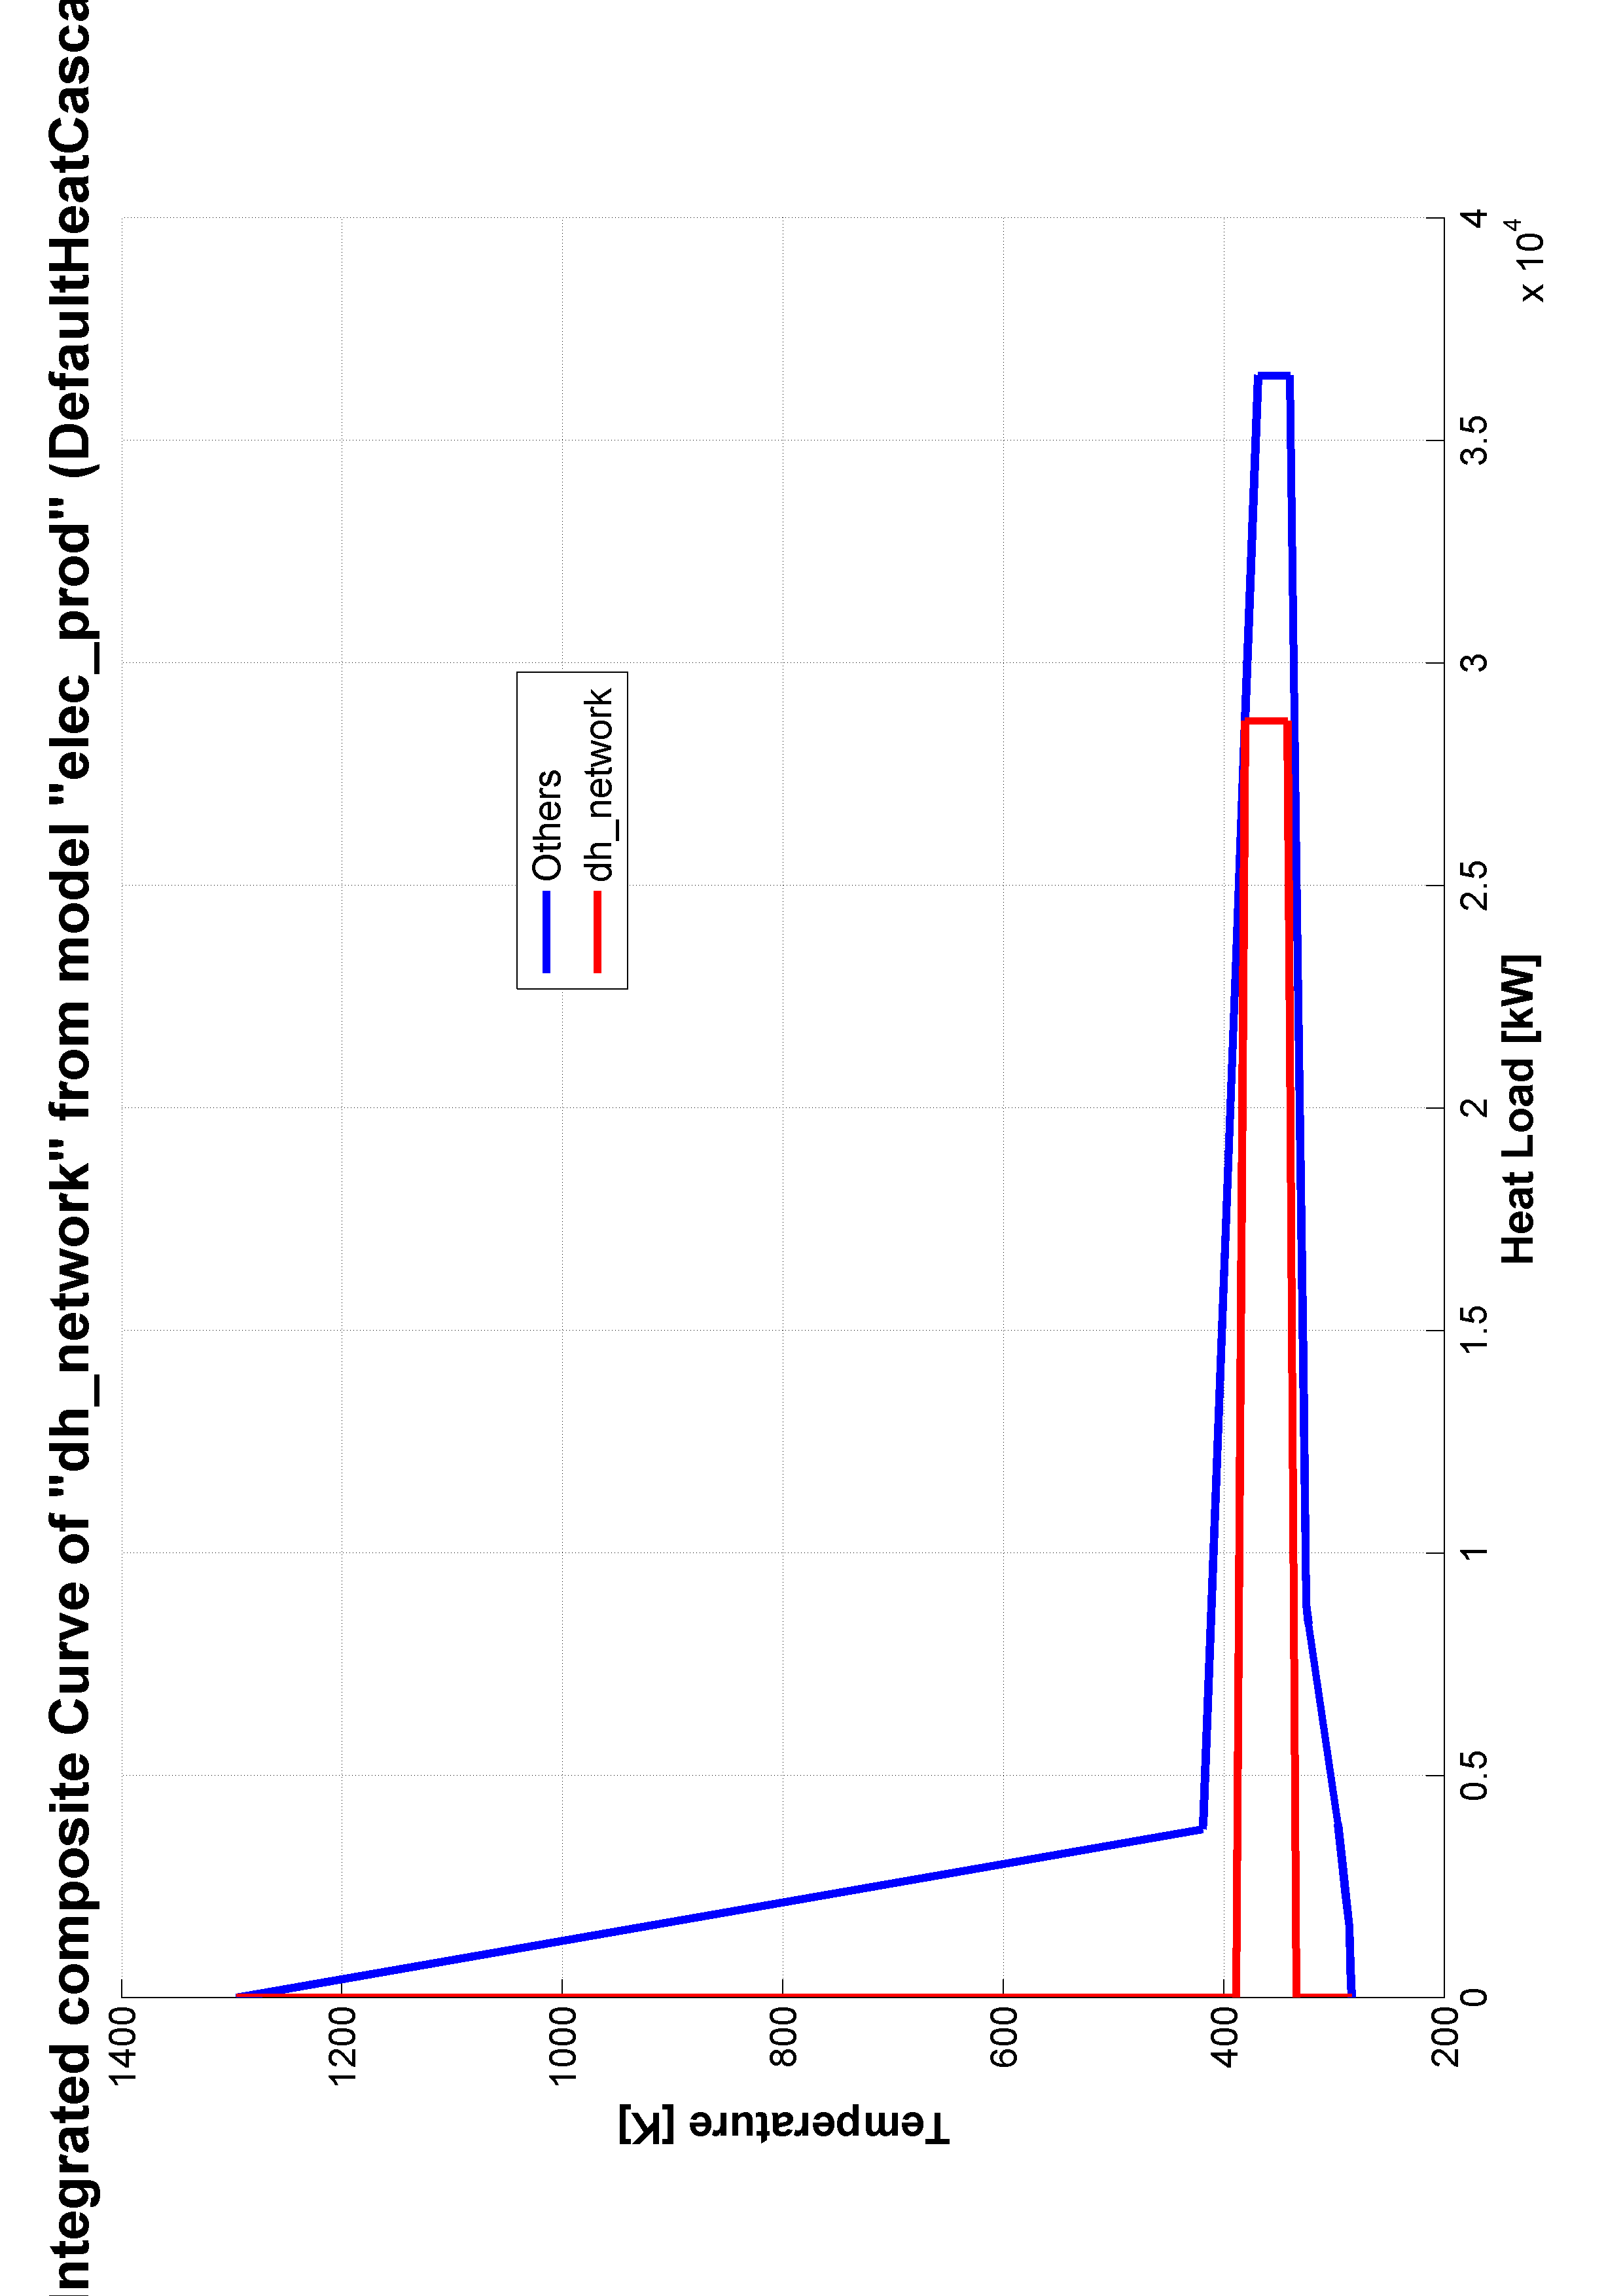 Integrated composite Curve of "dh_network" from model "elec_prod" (DefaultHeatCasca
Temperature [K]
1400
1200
1000
800
600
400
200
Others
dh_network
0
0.5
1
1.5
2
2.5
3
3.5
4
x 10^4
Heat Load [kW]